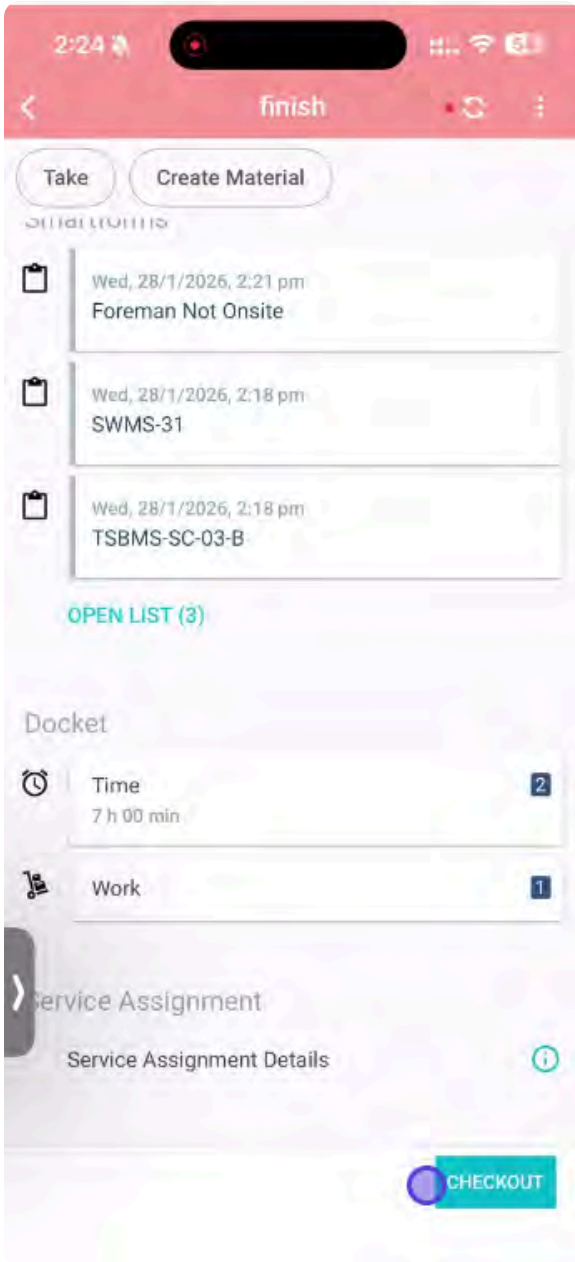 2:24
finish
Take
Create Material
Smartforms
Wed, 28/1/2026, 2:21 pm
Foreman Not Onsite
Wed, 28/1/2026, 2:18 pm
SWMS-31
Wed, 28/1/2026, 2:18 pm
TSBMS-SC-03-B
OPEN LIST (3)
Docket
Time
2
7 h 00 min
Work
1
Service Assignment
Service Assignment Details
CHECKOUT